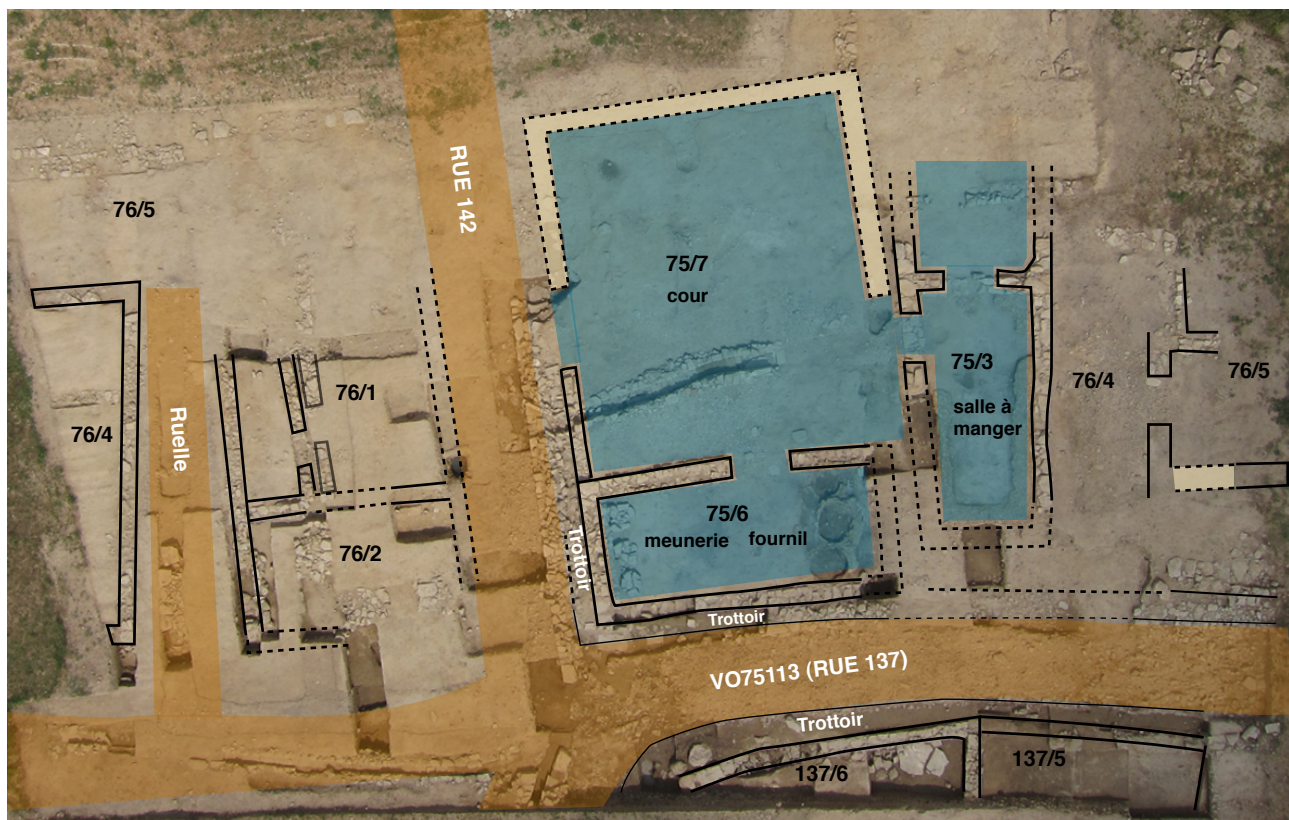 RUE 142
76/5
75/7
cour
76/1
75/3
76/4
76/5
salle à
manger
76/4
Ruelle
75/6
meunerie fournil
76/2
Trottoir
Trottoir
VO75113 (RUE 137)
Trottoir
137/6
137/5